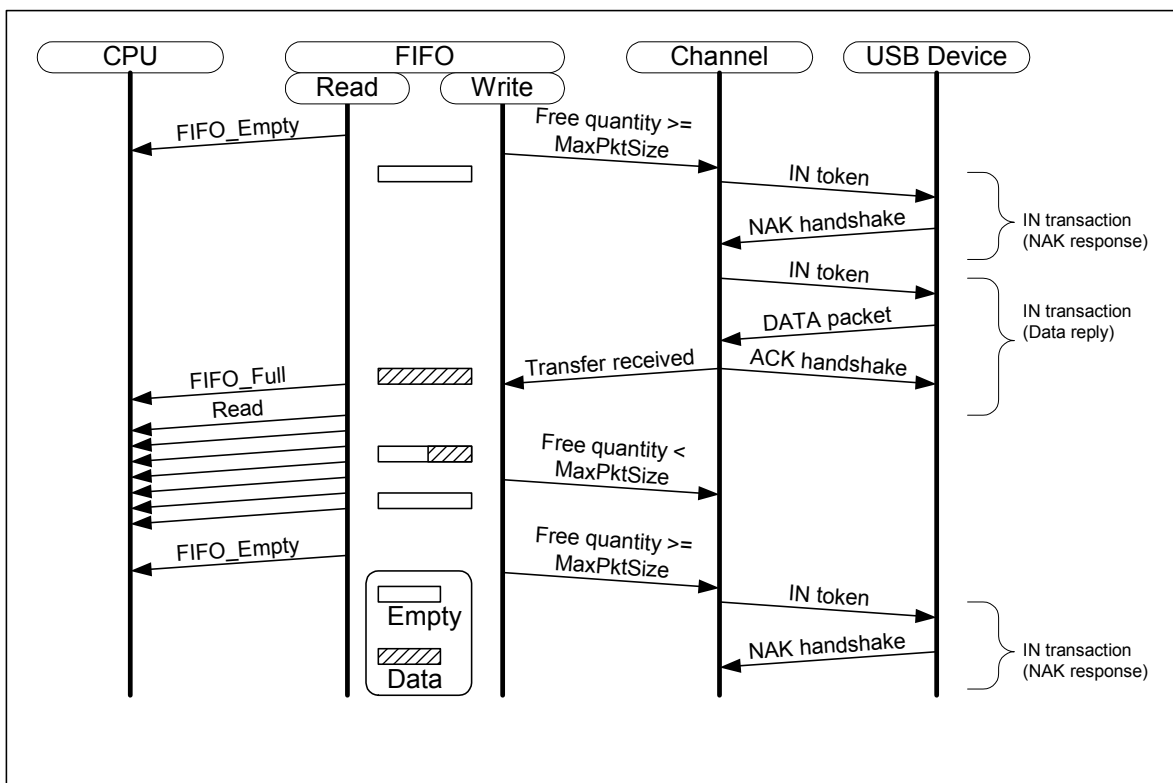 CPU
FIFO
Channel
USB Device
Read
Write
FIFO_Empty
Free quantity >=
MaxPktSize
IN token
NAK handshake
IN transaction
(NAK response)
IN token
DATA packet
IN transaction
(Data reply)
Transfer received
ACK handshake
FIFO_Full
Read
Free quantity <
MaxPktSize
FIFO_Empty
Free quantity >=
MaxPktSize
IN token
Empty
NAK handshake
IN transaction
(NAK response)
Data